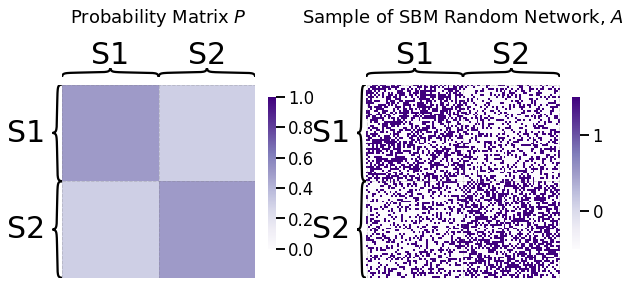 Probability Matrix P
Sample of SBM Random Network, A
S1 S2
S1 S2
S1
S2
1.0
0.8
0.6
0.4
0.2
0.0
S1
S2
1
0